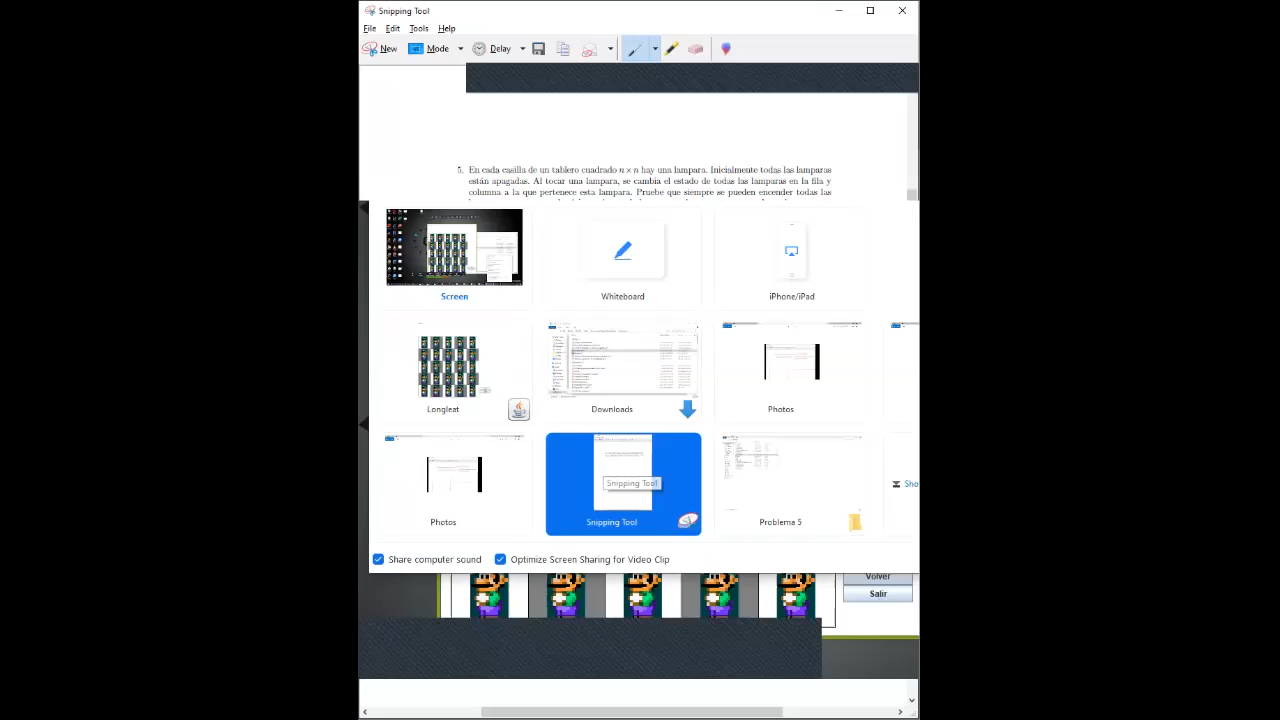 Snipping Tool
File Edit Tools Help
New Mode Delay
5. En cada casilla de un tablero cuadrado n × n hay una lampara. Inicialmente todas las lamparas
están apagadas. Al tocar una lampara, se cambia el estado de todas las lamparas en la fila y
columna a la que pertenece esta lampara. Pruebe que siempre se pueden encender todas las
Screen
Whiteboard
iPhone/iPad
Longleat
Downloads
Photos
Photos
Snipping Tool
Snipping Tool
Problema 5
Sho
Share computer sound
Optimize Screen Sharing for Video Clip
Volver
Salir